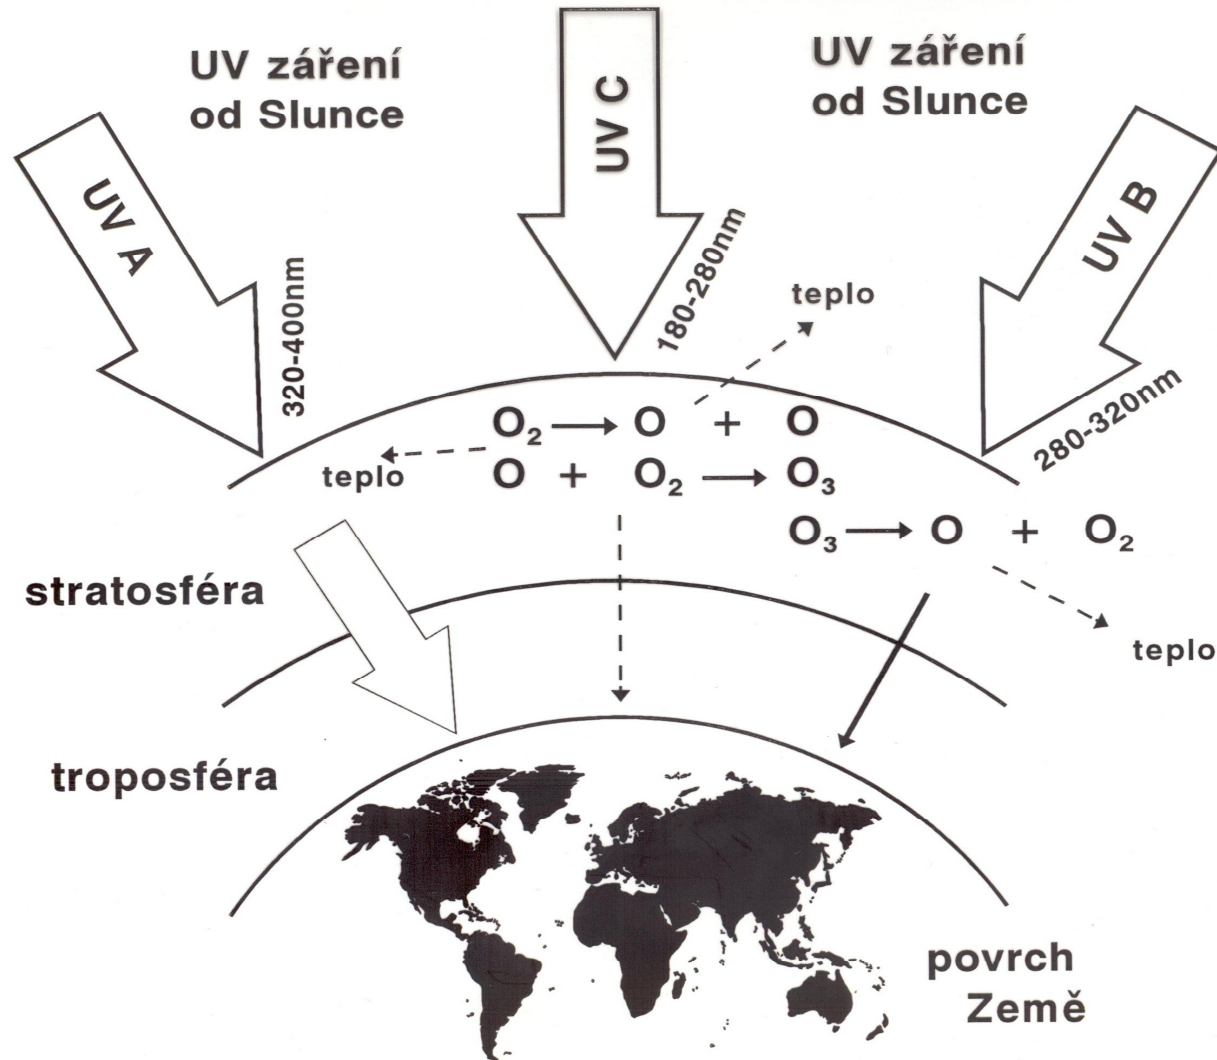 UV záření
od Slunce
UV C
UV záření
od Slunce
UV A
UV B
320-400nm
180-280nm
280-320nm
teplo
O₂ → O + O
teplo
O + O₂ → O₃
O₃ → O + O₂
stratosféra
teplo
troposféra
povrch
Země